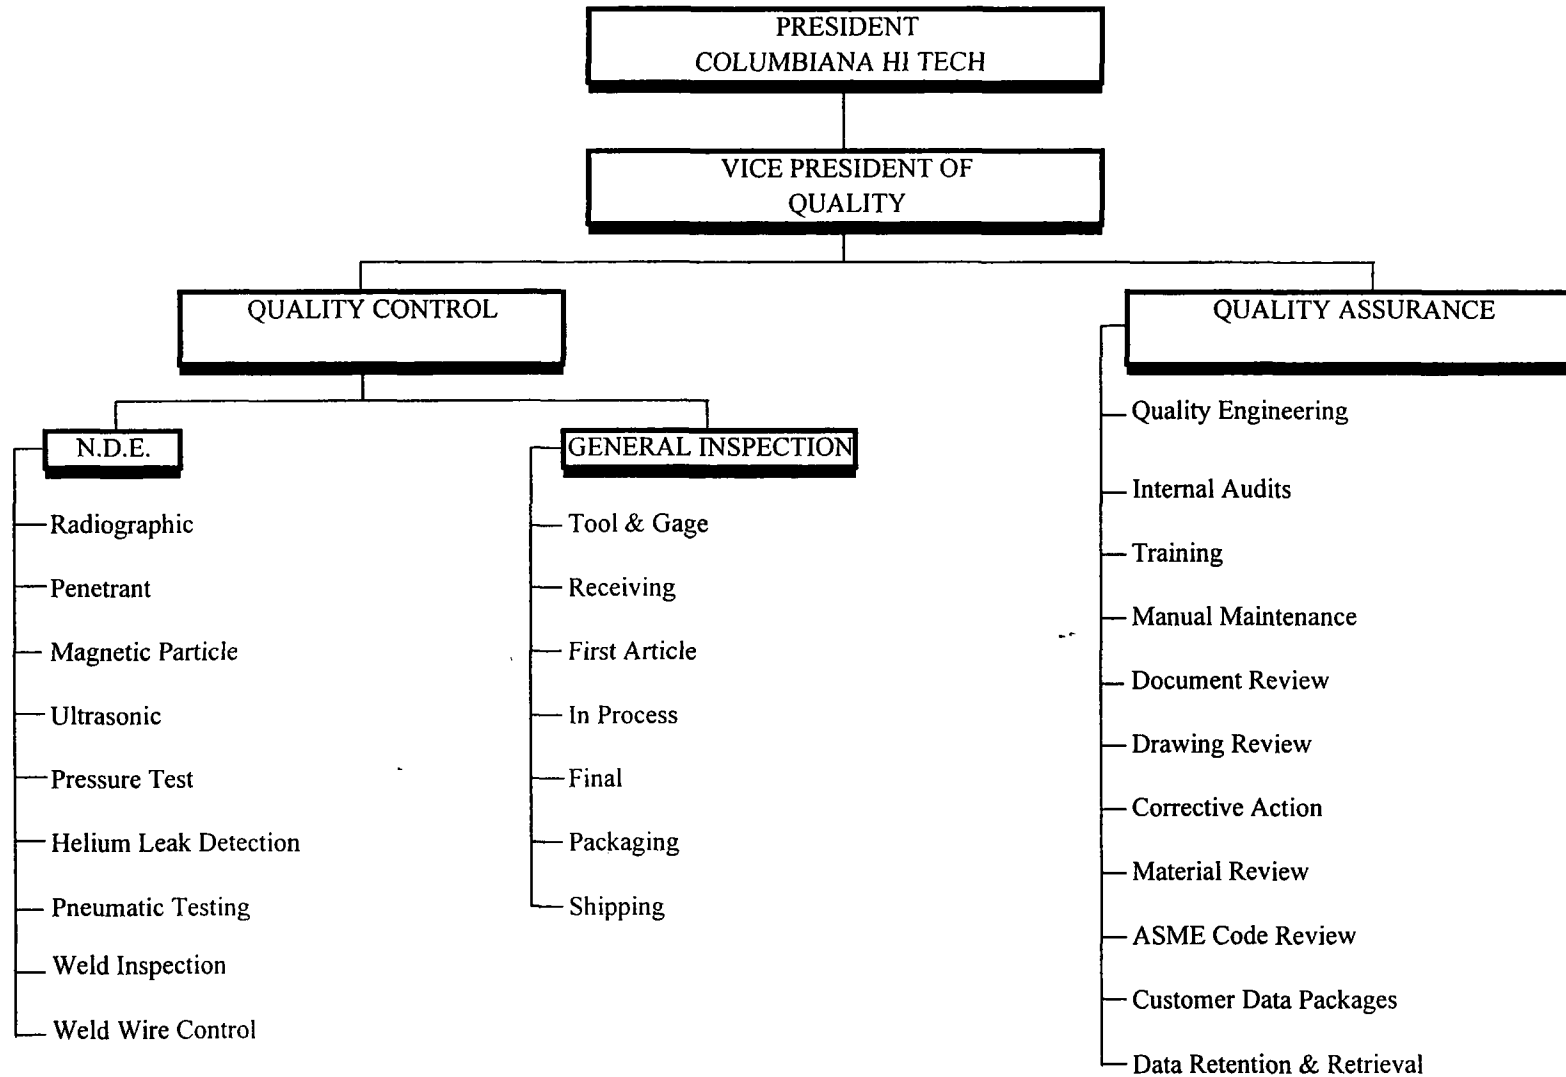 PRESIDENT
COLUMBIANA HI TECH
VICE PRESIDENT OF
QUALITY
QUALITY CONTROL
QUALITY ASSURANCE
N.D.E.
Radiographic
Penetrant
Magnetic Particle
Ultrasonic
Pressure Test
Helium Leak Detection
Pneumatic Testing
Weld Inspection
Weld Wire Control
GENERAL INSPECTION
Tool & Gage
Receiving
First Article
In Process
Final
Packaging
Shipping
Quality Engineering
Internal Audits
Training
Manual Maintenance
Document Review
Drawing Review
Corrective Action
Material Review
ASME Code Review
Customer Data Packages
Data Retention & Retrieval